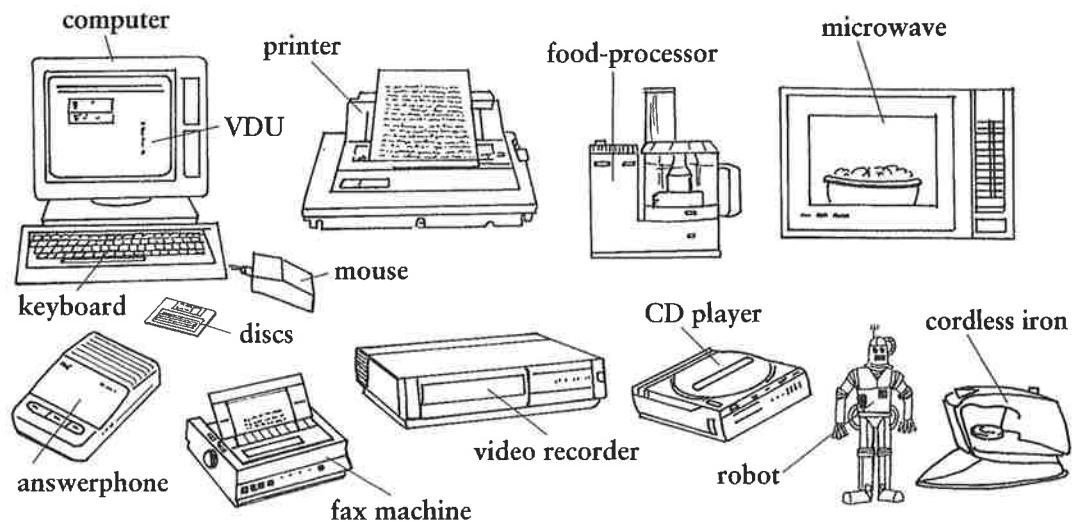 computer
printer
food-processor
microwave
VDU
keyboard
mouse
discs
CD player
cordless iron
answerphone
fax machine
video recorder
robot